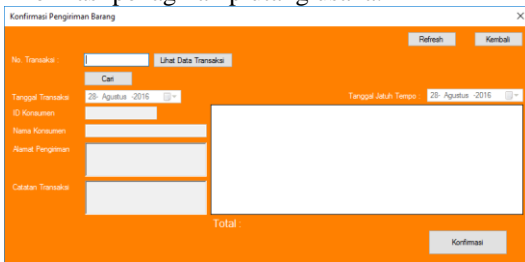 Konfirmasi Pengiriman Barang
Refresh Kembali
No. Transaksi : Lihat Data Transaksi
Cari
Tanggal Transaksi 28- Agustus -2016 Tanggal Jatuh Tempo : 28- Agustus -2016
ID Konsumen
Nama Konsumen
Alamat Pengiriman
Catatan Transaksi
Total :
Konfirmasi